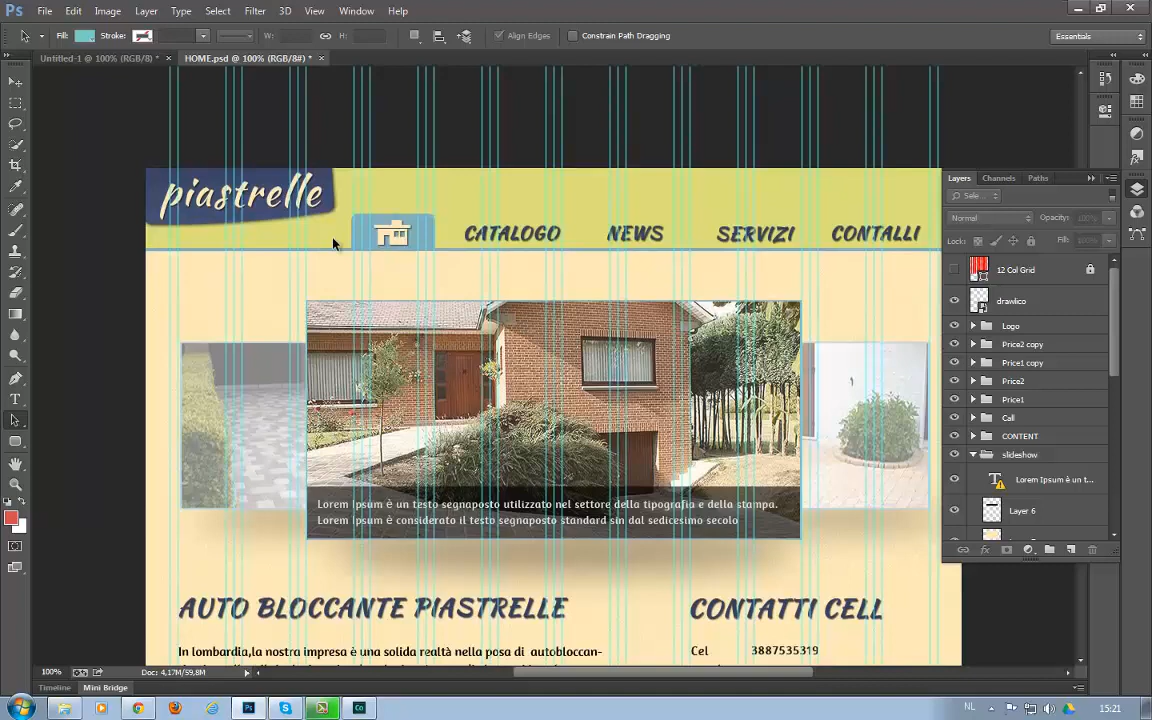 Ps File Edit Image Layer Type Select Filter 3D View Window Help
Fill: Stroke: W: H: Align Edges Constrain Path Dragging Essentials
Untitled-1 @ 100% (RGB/8) * × HOME.psd @ 100% (RGB/8#) * ×
piastrelle
CATALOGO NEWS SERVIZI CONTALLI
Lorem Ipsum è un testo segnaposto utilizzato nel settore della tipografia e della stampa.
Lorem Ipsum è considerato il testo segnaposto standard sin dal sedicesimo secolo
AUTO BLOCCANTE PIASTRELLE
CONTATTI CELL
In lombardia,la nostra impresa è una solida realtà nella posa di autobloccan-
Cel 3887535319
Layers Channels Paths
Sele...
Normal Opacity: 100%
Lock: Fill: 100%
12 Col Grid
drawlico
Logo
Price2 copy
Price1 copy
Price2
Price1
Call
CONTENT
slideshow
Lorem Ipsum è un t...
Layer 6
100% Doc: 4,17M/59,8M
Timeline Mini Bridge
NL 15:21